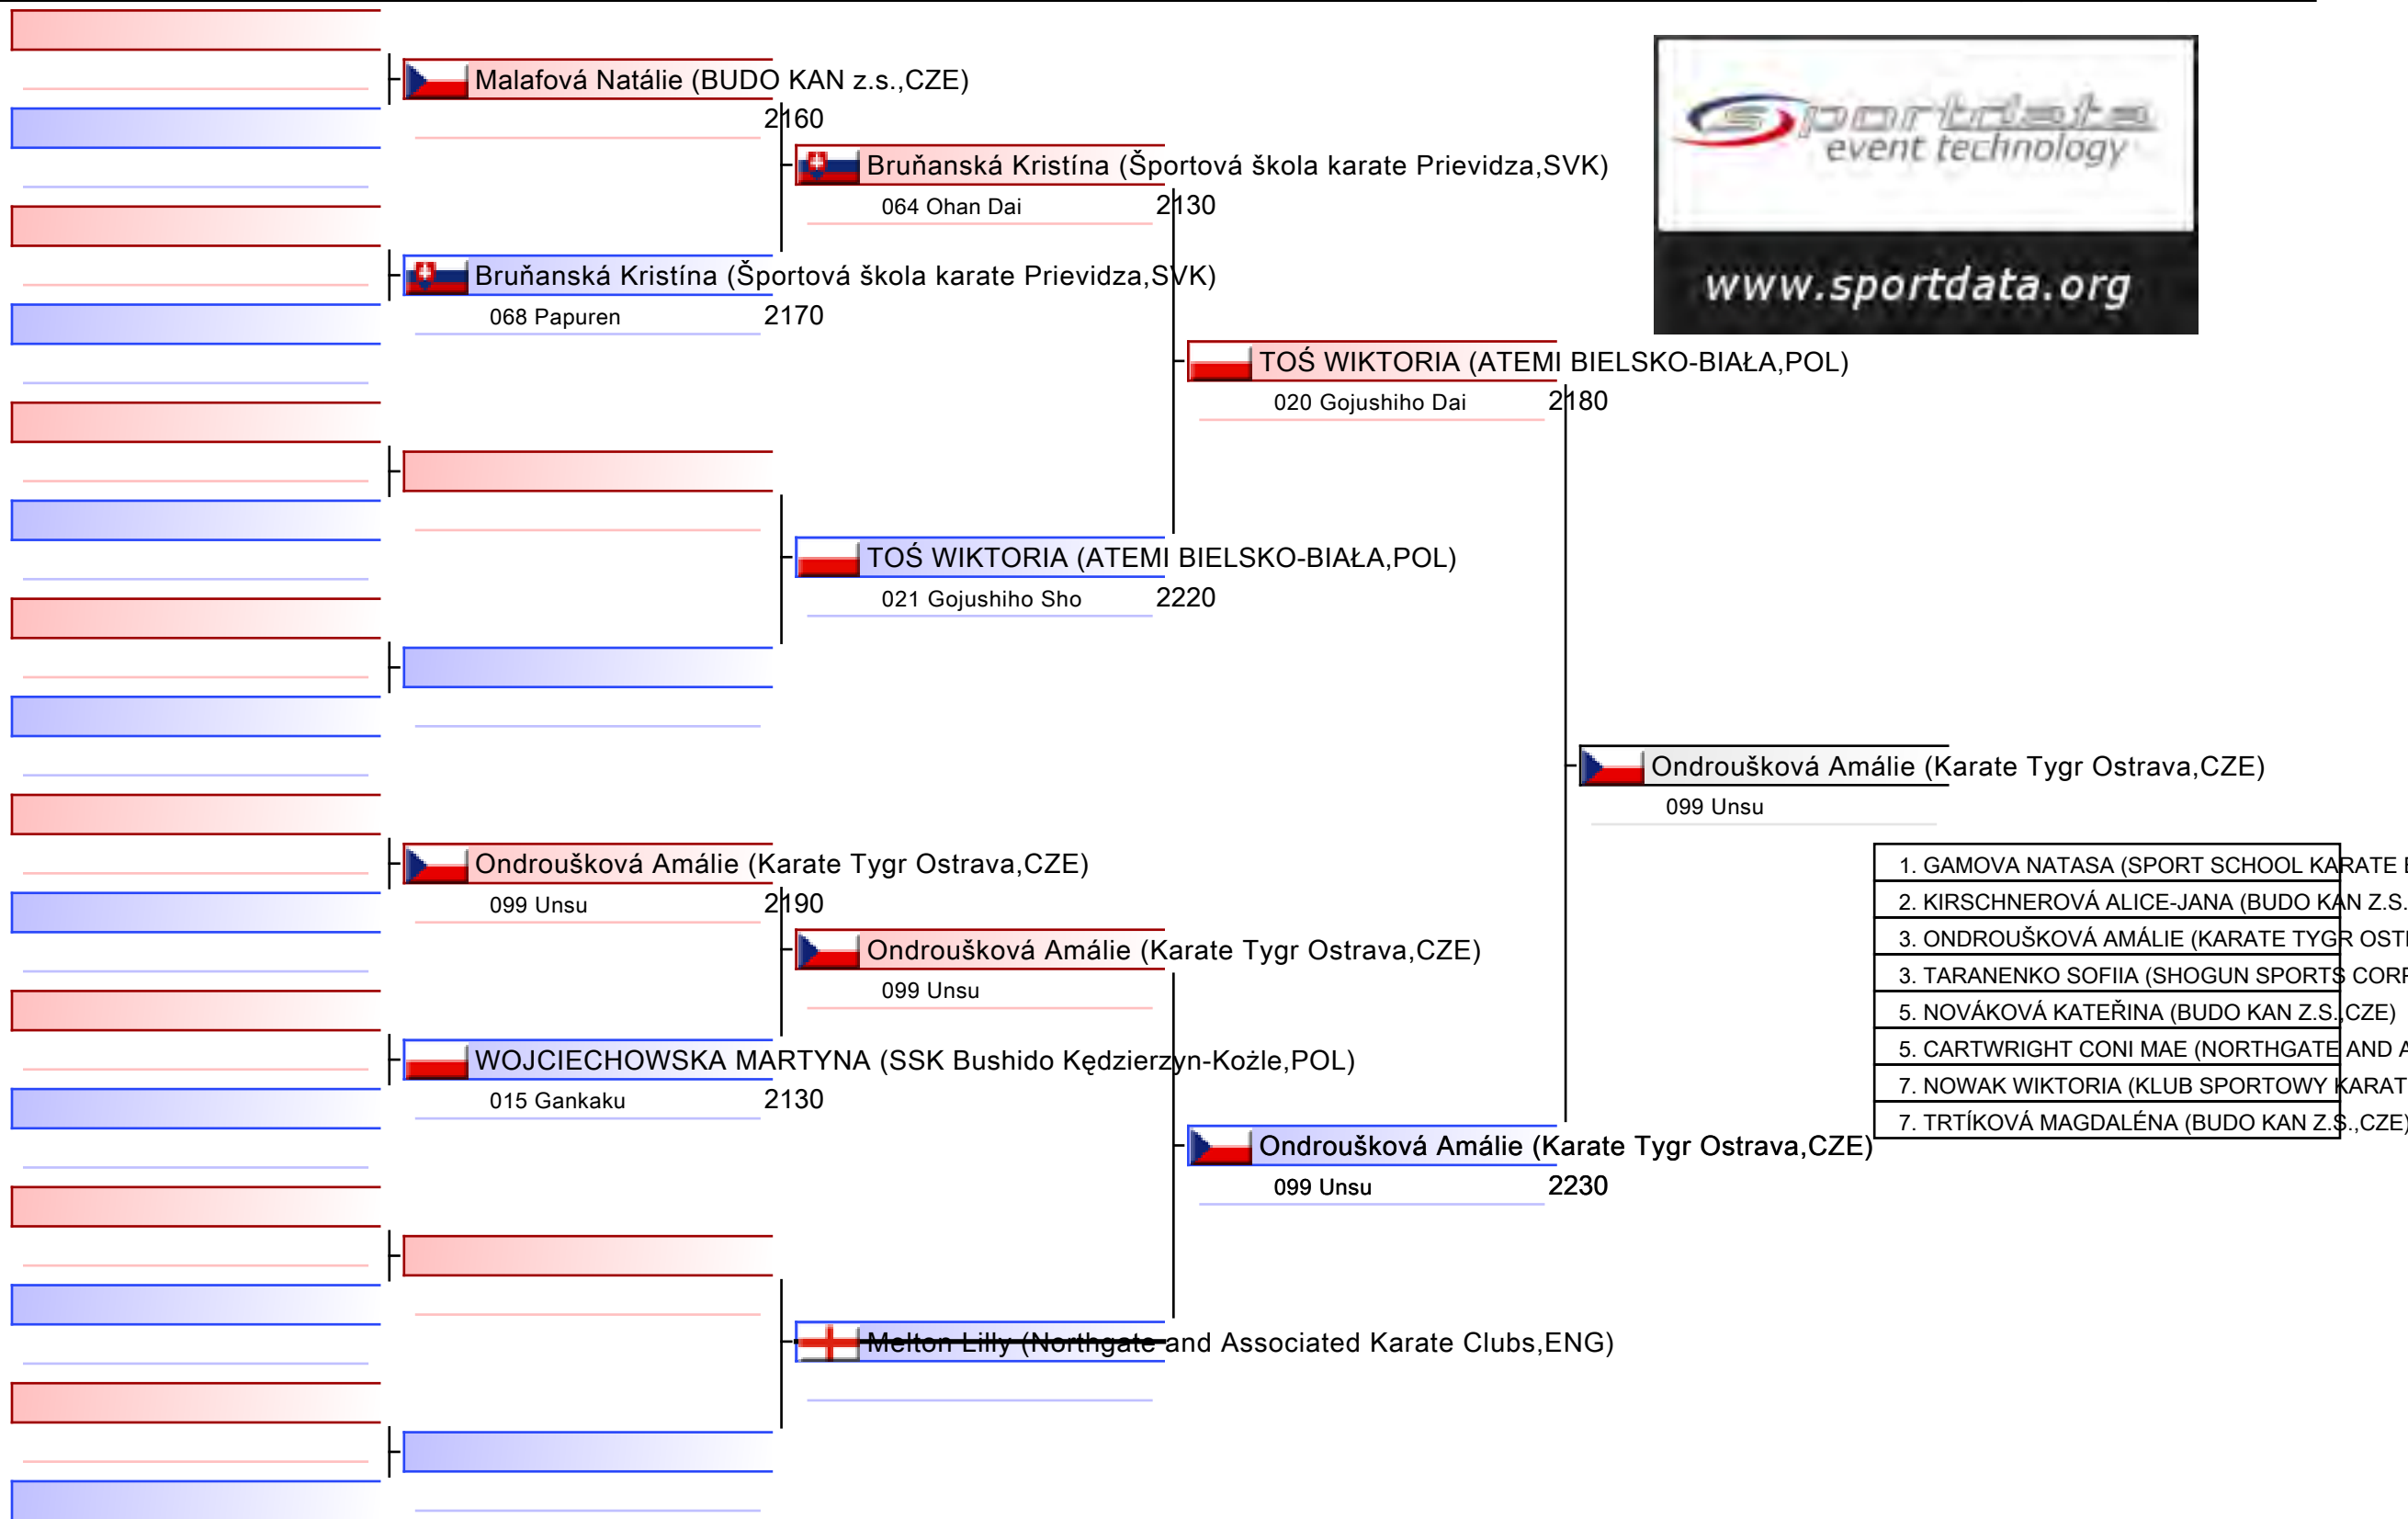 Malafová Natálie (BUDO KAN z.s.,CZE)
2160
Bruňanská Kristína (Športová škola karate Prievidza,SVK)
064 Ohan Dai 2130
Bruňanská Kristína (Športová škola karate Prievidza,SVK)
068 Papuren 2170
sportdata
event technology
www.sportdata.org
TOŚ WIKTORIA (ATEMI BIELSKO-BIAŁA,POL)
020 Gojushiho Dai 2180
TOŚ WIKTORIA (ATEMI BIELSKO-BIAŁA,POL)
021 Gojushiho Sho 2220
Ondroušková Amálie (Karate Tygr Ostrava,CZE)
099 Unsu
Ondroušková Amálie (Karate Tygr Ostrava,CZE)
099 Unsu 2190
Ondroušková Amálie (Karate Tygr Ostrava,CZE)
099 Unsu
WOJCIECHOWSKA MARTYNA (SSK Bushido Kędzierzyn-Koźle,POL)
015 Gankaku 2130
Ondroušková Amálie (Karate Tygr Ostrava,CZE)
099 Unsu 2230
Melton Lilly (Northgate and Associated Karate Clubs,ENG)
1. GAMOVA NATASA (SPORT SCHOOL KARATE
2. KIRSCHNEROVÁ ALICE-JANA (BUDO KAN Z.S.
3. ONDROUŠKOVÁ AMÁLIE (KARATE TYGR OST
3. TARANENKO SOFIIA (SHOGUN SPORTS COR
5. NOVÁKOVÁ KATEŘINA (BUDO KAN Z.S.,CZE)
5. CARTWRIGHT CONI MAE (NORTHGATE AND A
7. NOWAK WIKTORIA (KLUB SPORTOWY KARAT
7. TRTÍKOVÁ MAGDALÉNA (BUDO KAN Z.S.,CZE)